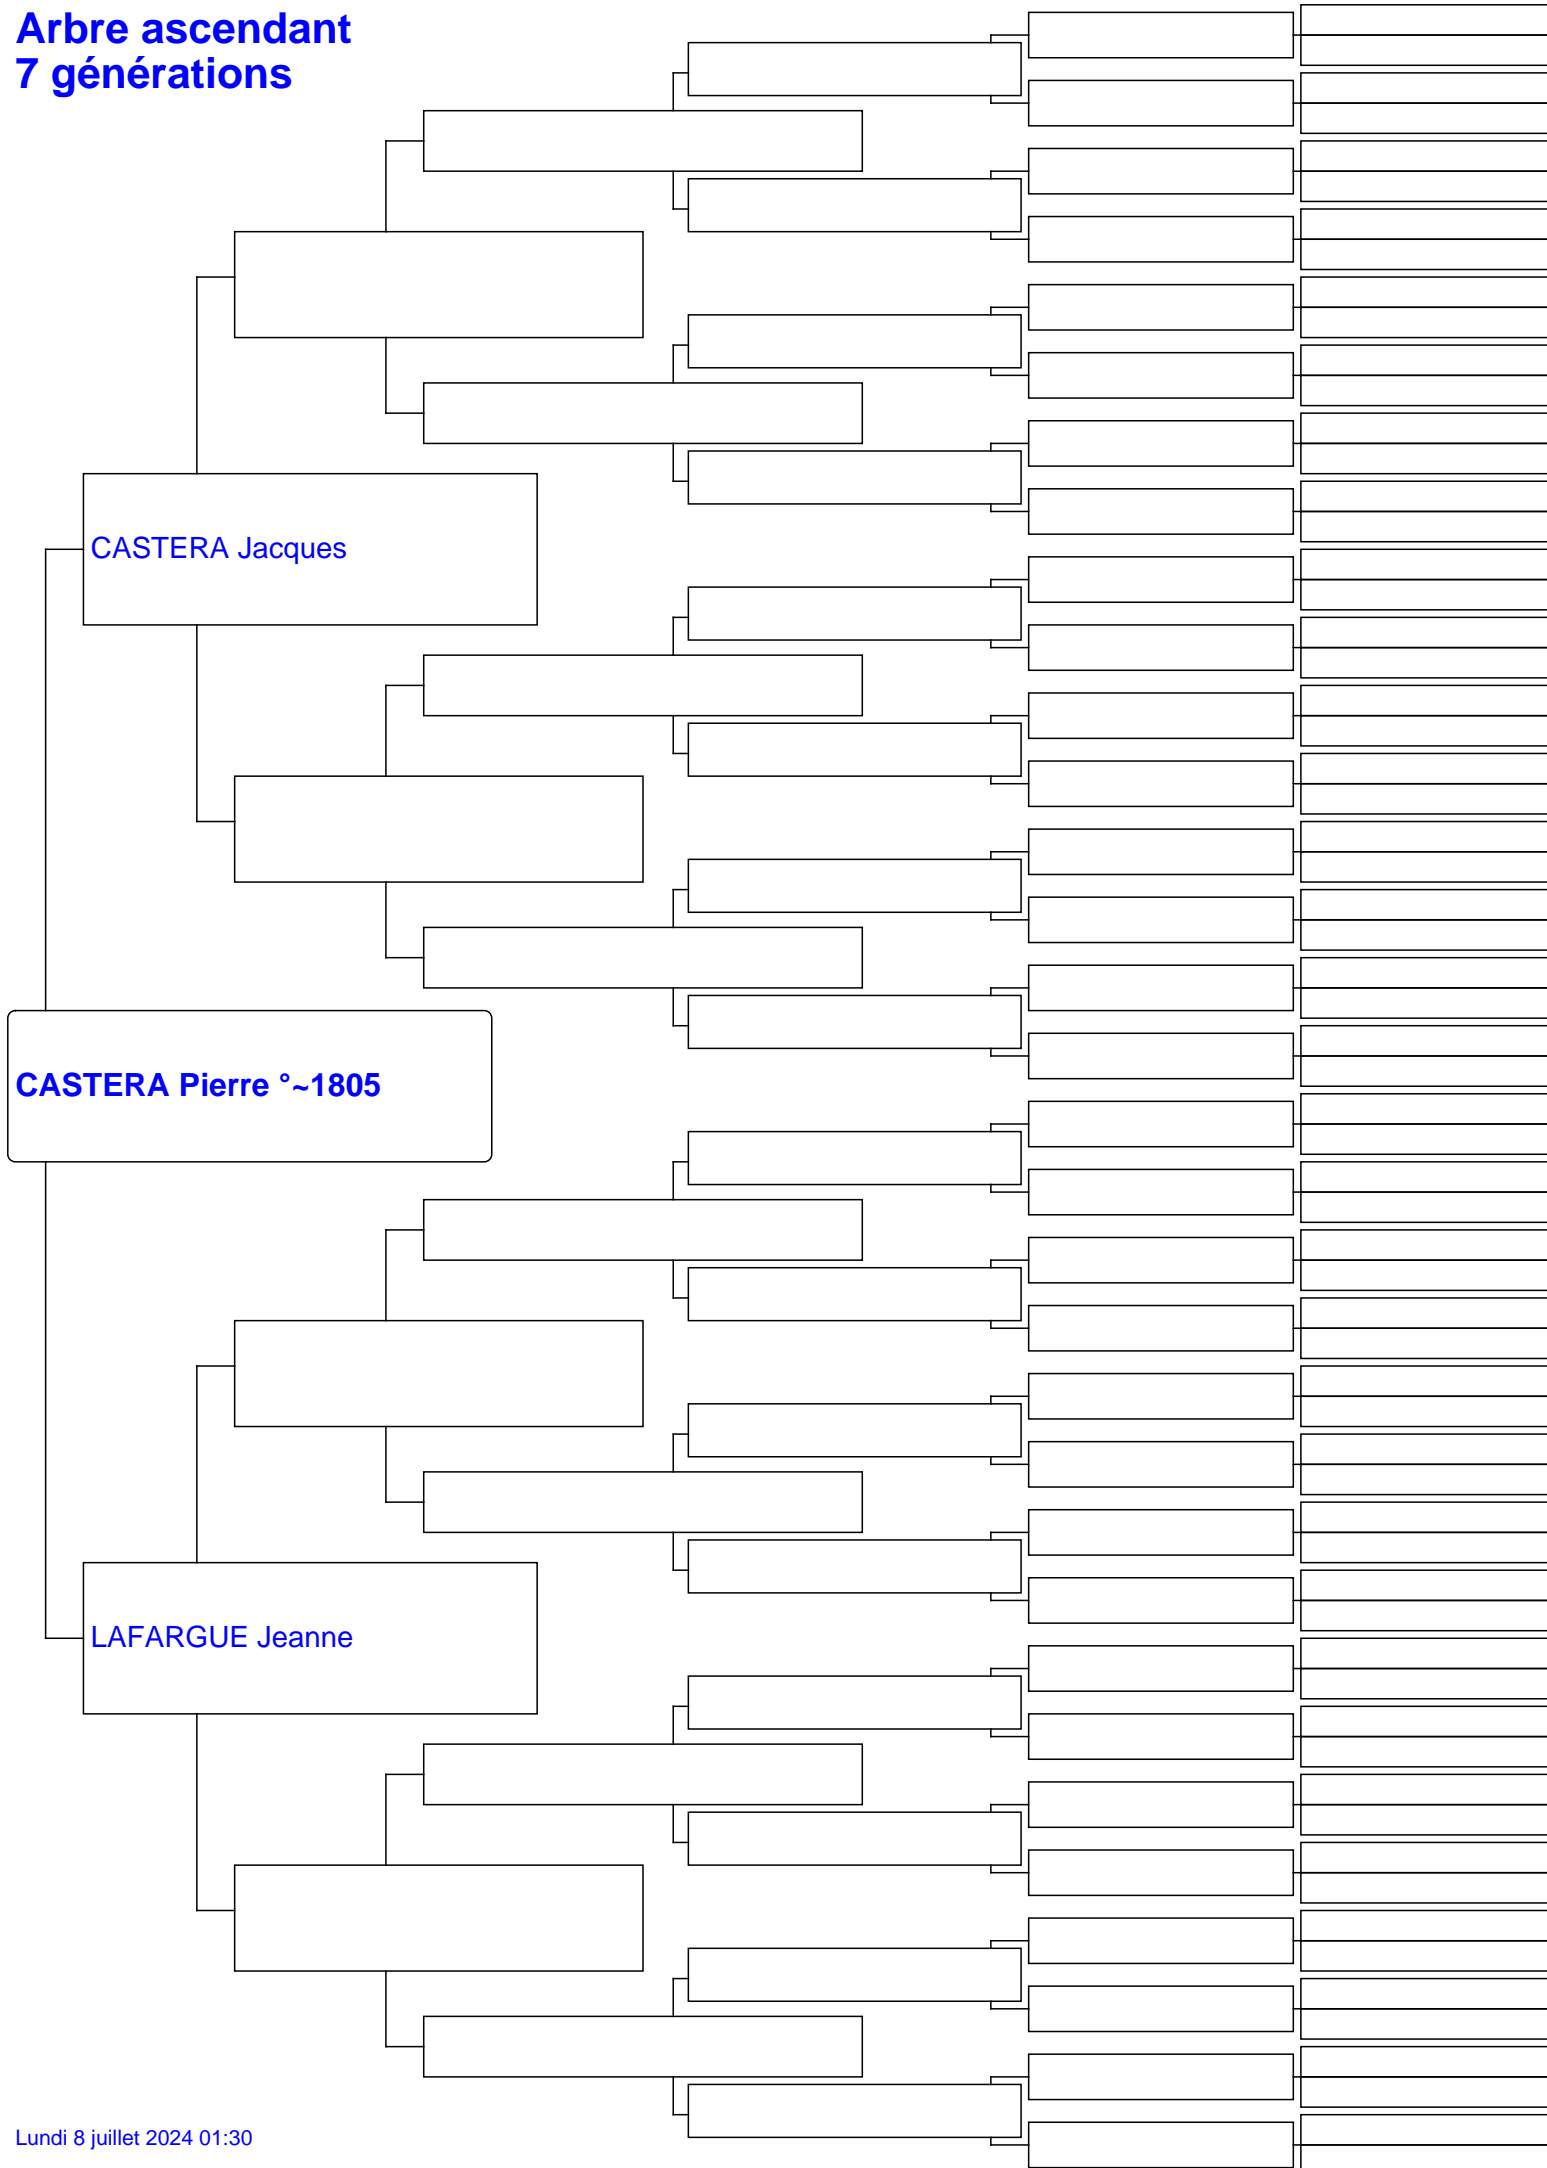 Arbre ascendant
7 générations
CASTERA Jacques
CASTERA Pierre °~1805
LAFARGUE Jeanne
Lundi 8 juillet 2024 01:30